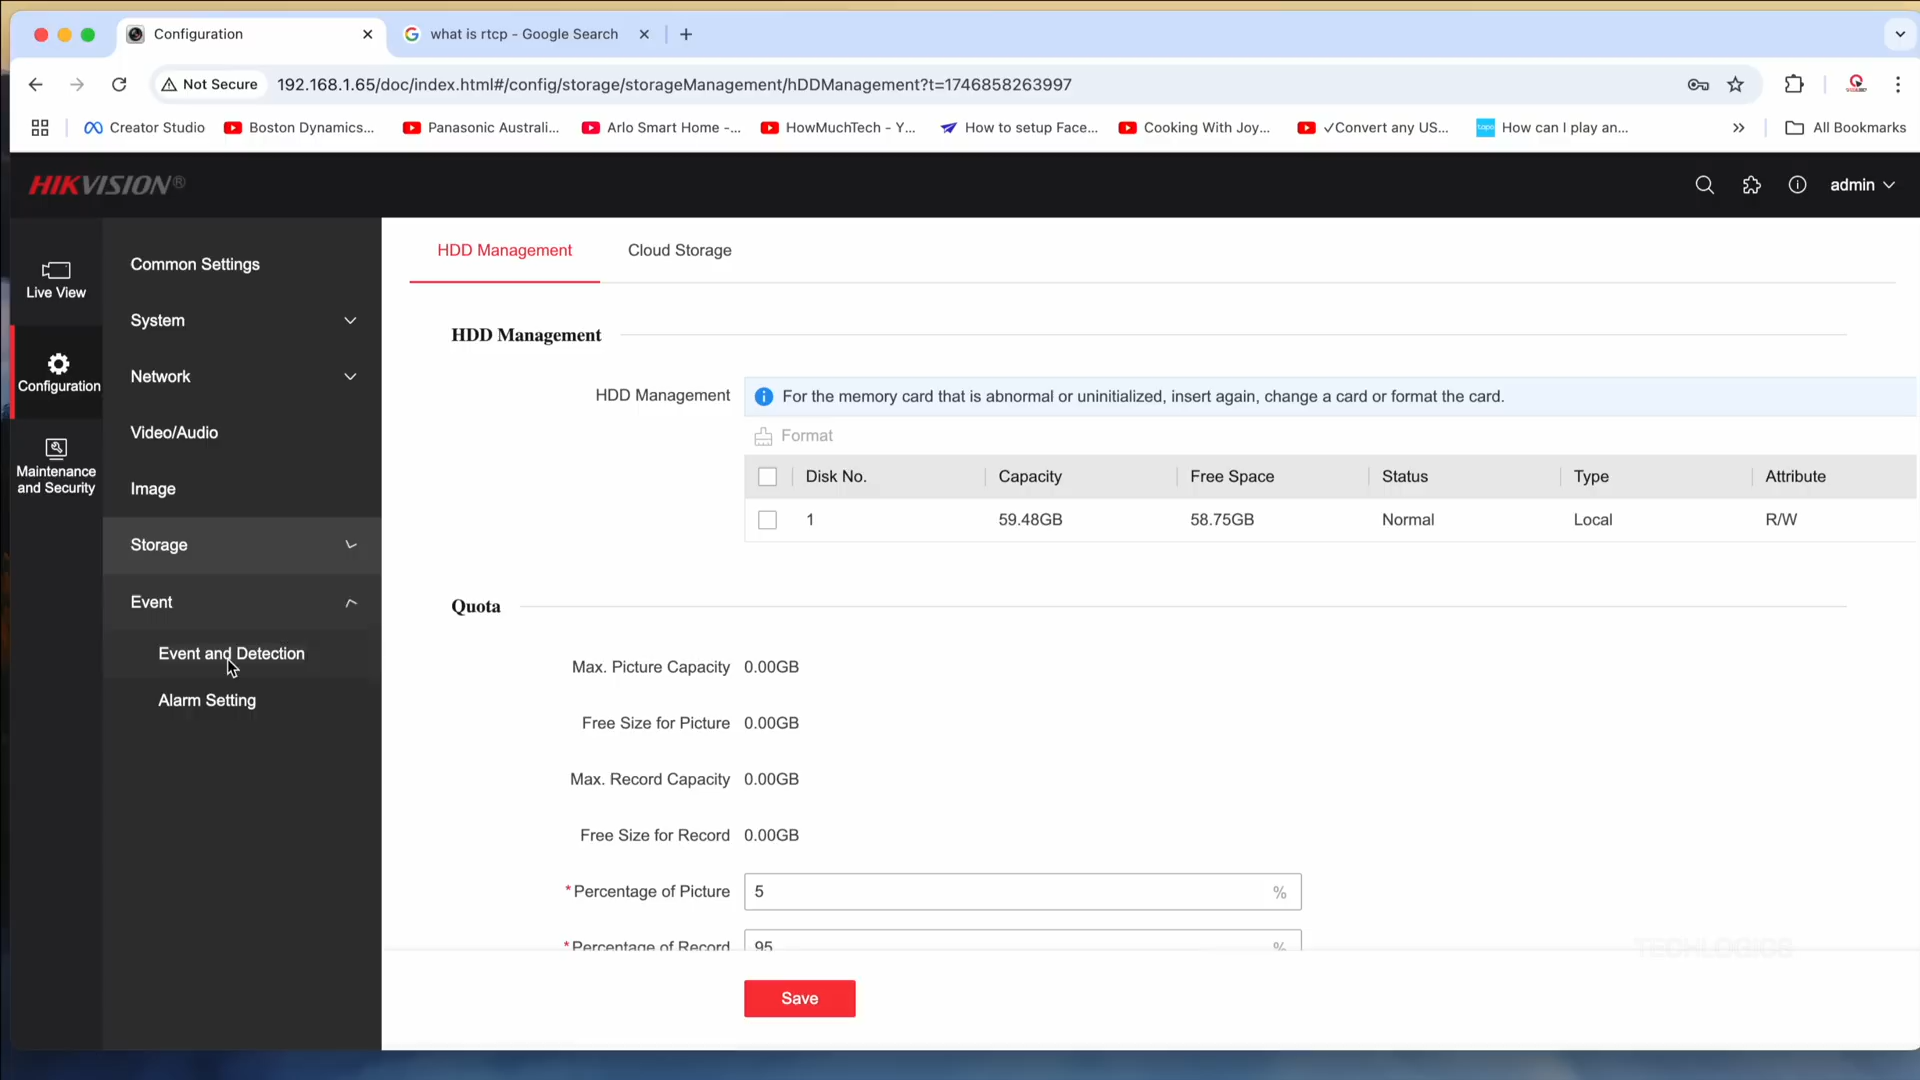 Configuration
what is rtcp - Google Search
Not Secure
192.168.1.65/doc/index.html#/config/storage/storageManagement/hDDManagement?t=1746858263997
Creator Studio
Boston Dynamics...
Panasonic Australi...
Arlo Smart Home -...
HowMuchTech - Y...
How to setup Face...
Cooking With Joy...
✓Convert any US...
tapo
How can I play an...
»
All Bookmarks
HIKVISION®
admin
Live View
Configuration
Maintenance
and Security
Common Settings
System
Network
Video/Audio
Image
Storage
Event
Event and Detection
Alarm Setting
HDD Management
Cloud Storage
HDD Management
HDD Management
For the memory card that is abnormal or uninitialized, insert again, change a card or format the card.
Format
Disk No. Capacity Free Space Status Type Attribute
1 59.48GB 58.75GB Normal Local R/W
Quota
Max. Picture Capacity 0.00GB
Free Size for Picture 0.00GB
Max. Record Capacity 0.00GB
Free Size for Record 0.00GB
*Percentage of Picture 5 %
*Percentage of Record 95 %
TECHLOGICS
Save